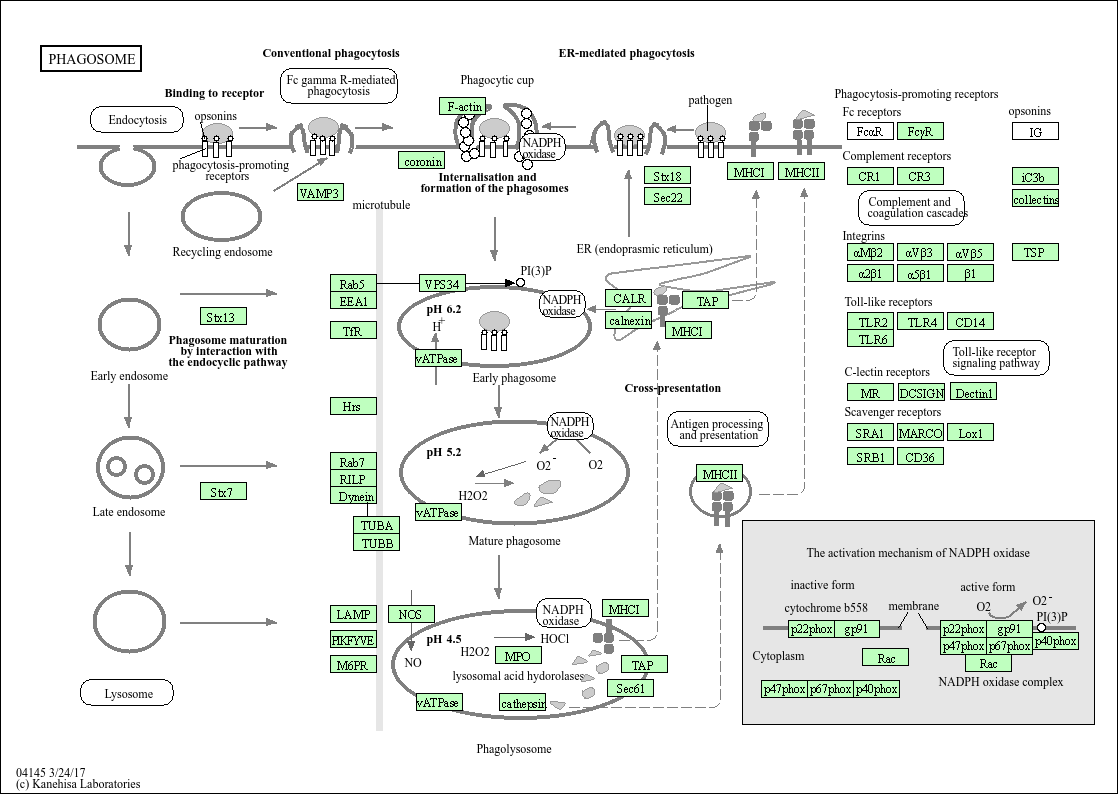 PHAGOSOME
Conventional phagocytosis
ER-mediated phagocytosis
Binding to receptor
Fc gamma R-mediated
phagocytosis
Phagocytic cup
Endocytosis
opsonins
F-actin
NADPH
oxidase
pathogen
coronin
phagocytosis-promoting
receptors
VAMP3
Internalisation and
formation of the phagosomes
Stx18
Sec22
MHCI
MHCII
microtubule
Recycling endosome
ER (endoprasmic reticulum)
Phagocytosis-promoting receptors
Fc receptors
opsonins
FcαR
FcγR
IG
Complement receptors
CR1
CR3
iC3b
collectins
Complement and
coagulation cascades
Integrins
αMβ2
αVβ3
αVβ5
TSP
α2β1
α5β1
β1
Toll-like receptors
TLR2
TLR4
CD14
TLR6
Toll-like receptor
signaling pathway
C-lectin receptors
MR
DCSIGN
Dectin1
Scavenger receptors
SRA1
MARCO
Lox1
SRB1
CD36
Rab5
EEA1
TfR
VPS34
PI(3)P
NADPH
oxidase
pH 6.2
H+
vATPase
CALR
calnexin
TAP
MHCI
Stx13
Phagosome maturation
by interaction with
the endocyclic pathway
Early endosome
Early phagosome
Cross-presentation
Hrs
Antigen processing
and presentation
NADPH
oxidase
pH 5.2
O2-
O2
H2O2
vATPase
Mature phagosome
Rab7
RILP
Dynein
TUBA
TUBB
Stx7
Late endosome
MHCII
LAMP
PIKFYVE
M6PR
NOS
NO
NADPH
oxidase
MHCI
pH 4.5
HOCl
H2O2
MPO
lysosomal acid hydorolases
TAP
Sec61
vATPase
cathepsin
Lysosome
Phagolysosome
The activation mechanism of NADPH oxidase
inactive form
active form
cytochrome b558
membrane
O2
O2-
PI(3)P
p22phox
gp91
p22phox
gp91
p47phox
p67phox
p40phox
Cytoplasm
Rac
Rac
p47phox
p67phox
p40phox
NADPH oxidase complex
04145 3/24/17
(c) Kanehisa Laboratories